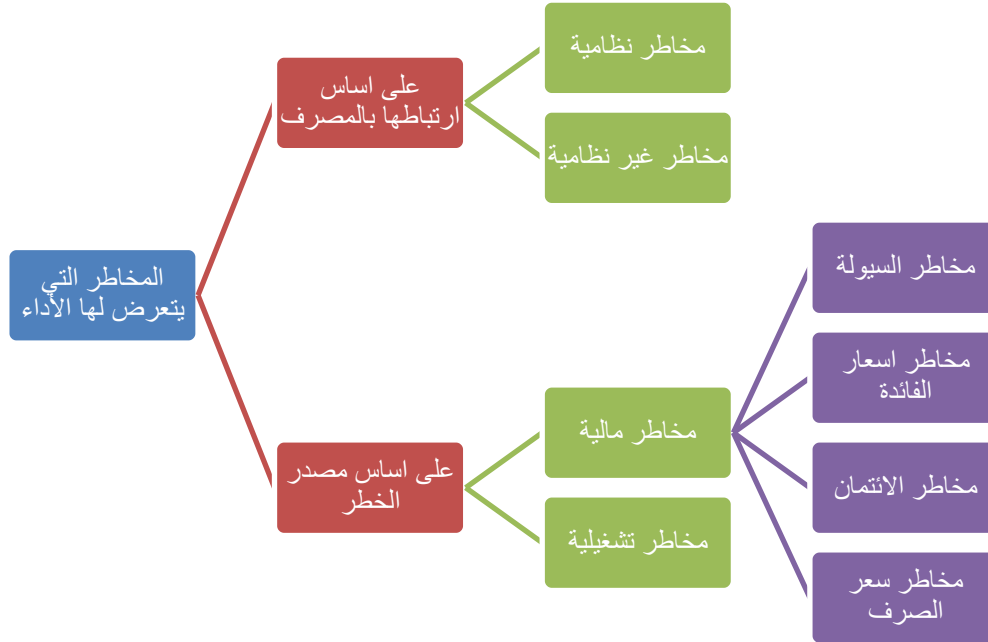 المخاطر التي
يتعرض لها الأداء
على اساس
ارتباطها بالمصرف
مخاطر نظامية
مخاطر غير نظامية
على اساس مصدر
الخطر
مخاطر مالية
مخاطر السيولة
مخاطر اسعار
الفائدة
مخاطر الائتمان
مخاطر سعر
الصرف
مخاطر تشغيلية